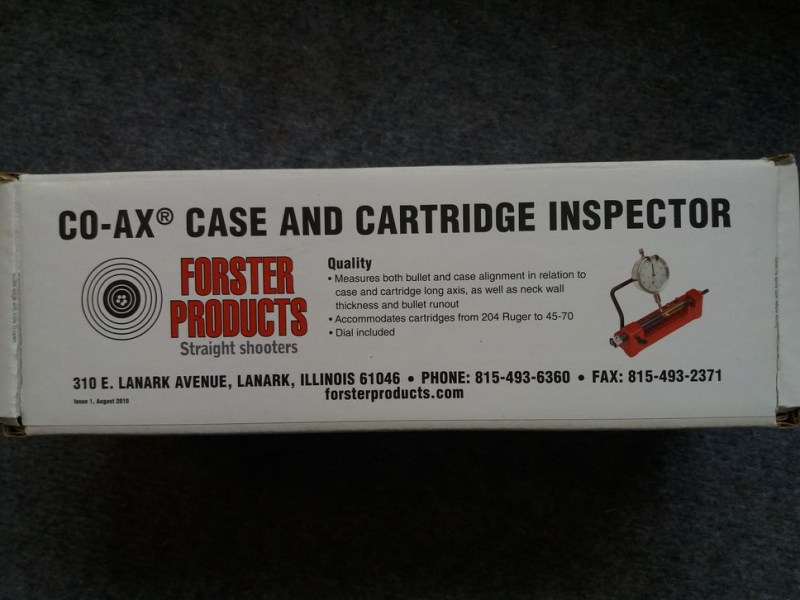 CO-AX® CASE AND CARTRIDGE INSPECTOR
FORSTER
PRODUCTS
Straight shooters
Quality
• Measures both bullet and case alignment in relation to
case and cartridge long axis, as well as neck wall
thickness and bullet runout
• Accommodates cartridges from 204 Ruger to 45-70
• Dial included
310 E. LANARK AVENUE, LANARK, ILLINOIS 61046 • PHONE: 815-493-6360 • FAX: 815-493-2371
forsterproducts.com
Issue 1, August 2010